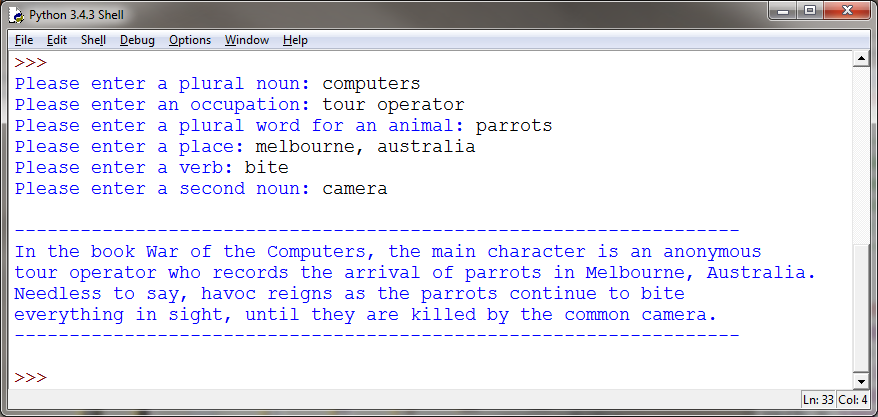 Python 3.4.3 Shell
File Edit Shell Debug Options Window Help
>>>
Please enter a plural noun: computers
Please enter an occupation: tour operator
Please enter a plural word for an animal: parrots
Please enter a place: melbourne, australia
Please enter a verb: bite
Please enter a second noun: camera
------------------------------------------------------------------
In the book War of the Computers, the main character is an anonymous
tour operator who records the arrival of parrots in Melbourne, Australia.
Needless to say, havoc reigns as the parrots continue to bite
everything in sight, until they are killed by the common camera.
------------------------------------------------------------------
>>>
Ln: 33 Col: 4